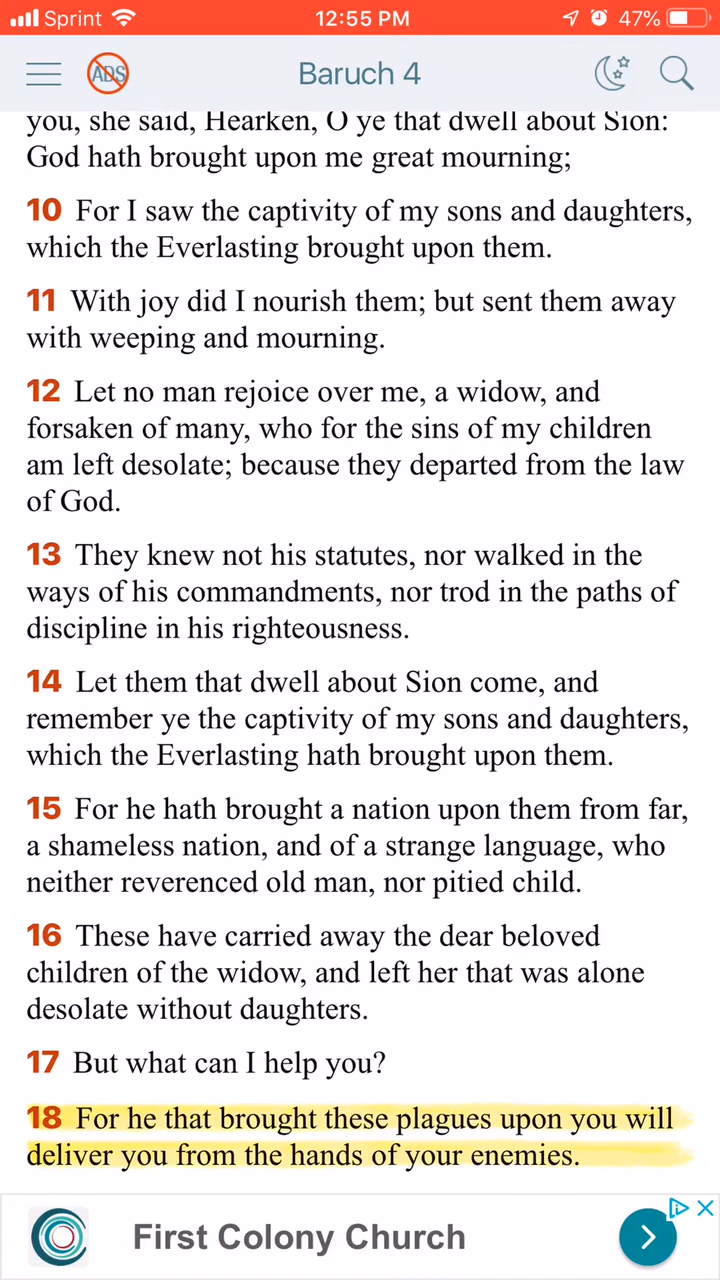 Sprint 12:55 PM 47%
ADS Baruch 4
you, she said, Hearken, O ye that dwell about Sion:
God hath brought upon me great mourning;
10 For I saw the captivity of my sons and daughters,
which the Everlasting brought upon them.
11 With joy did I nourish them; but sent them away
with weeping and mourning.
12 Let no man rejoice over me, a widow, and
forsaken of many, who for the sins of my children
am left desolate; because they departed from the law
of God.
13 They knew not his statutes, nor walked in the
ways of his commandments, nor trod in the paths of
discipline in his righteousness.
14 Let them that dwell about Sion come, and
remember ye the captivity of my sons and daughters,
which the Everlasting hath brought upon them.
15 For he hath brought a nation upon them from far,
a shameless nation, and of a strange language, who
neither reverenced old man, nor pitied child.
16 These have carried away the dear beloved
children of the widow, and left her that was alone
desolate without daughters.
17 But what can I help you?
18 For he that brought these plagues upon you will
deliver you from the hands of your enemies.
First Colony Church